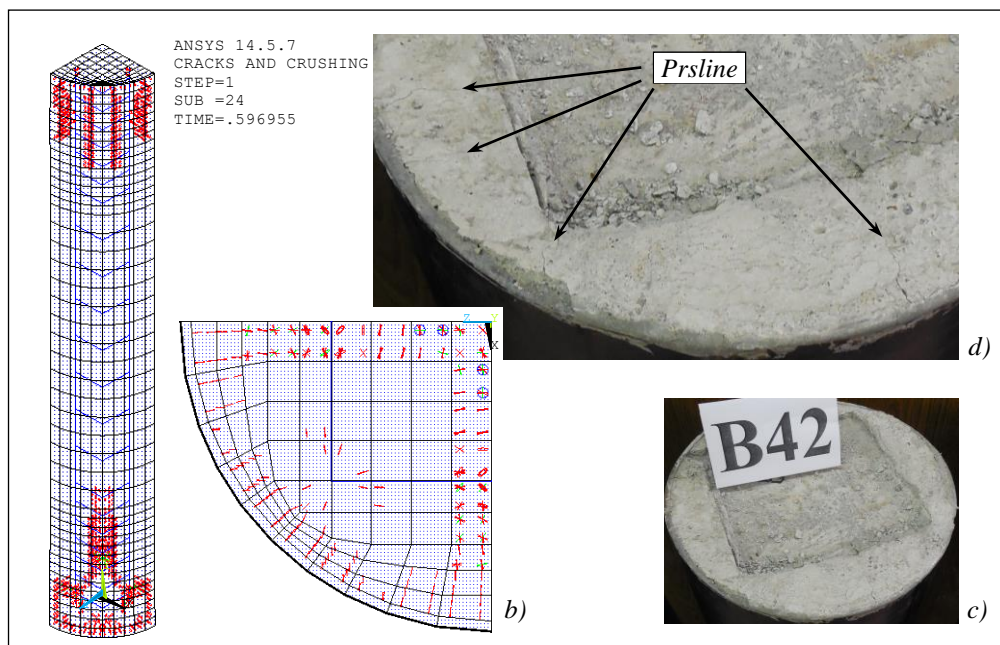 ANSYS 14.5.7
CRACKS AND CRUSHING
STEP=1
SUB =24
TIME=.596955
Prsline
d)
Z Y
X
b)
B42
c)